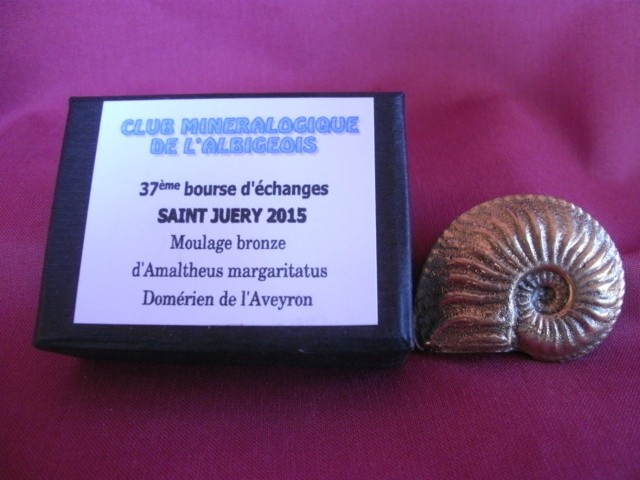 CLUB MINERALOGIQUE
DE L'ALBIGEOIS
37ème bourse d'échanges
SAINT JUERY 2015
Moulage bronze
d'Amaltheus margaritatus
Domérien de l'Aveyron